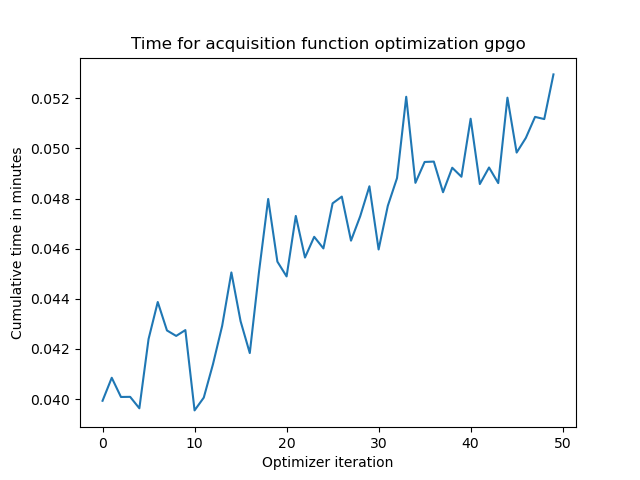 Time for acquisition function optimization gpgo
Cumulative time in minutes
0.052
0.050
0.048
0.046
0.044
0.042
0.040
0 10 20 30 40 50
Optimizer iteration